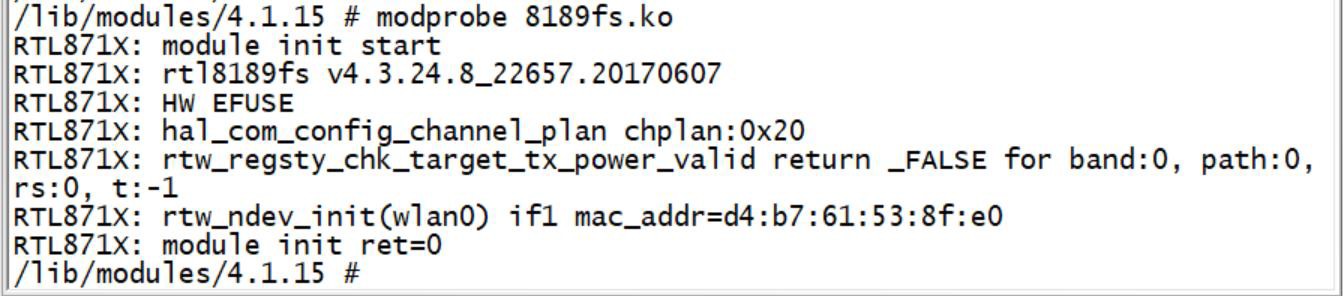 /lib/modules/4.1.15 # modprobe 8189fs.ko
RTL871X: module init start
RTL871X: rtl8189fs v4.3.24.8_22657.20170607
RTL871X: HW EFUSE
RTL871X: hal_com_config_channel_plan chplan:0x20
RTL871X: rtw_regsty_chk_target_tx_power_valid return _FALSE for band:0, path:0,
rs:0, t:-1
RTL871X: rtw_ndev_init(wlan0) if1 mac_addr=d4:b7:61:53:8f:e0
RTL871X: module init ret=0
/lib/modules/4.1.15 #